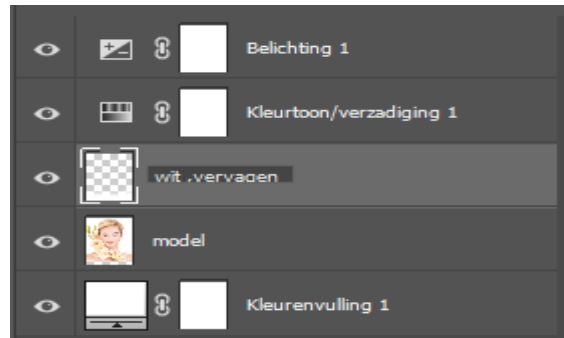 Belichting 1
Kleurtoon/verzadiging 1
wit .vervagen
model
Kleurenvulling 1